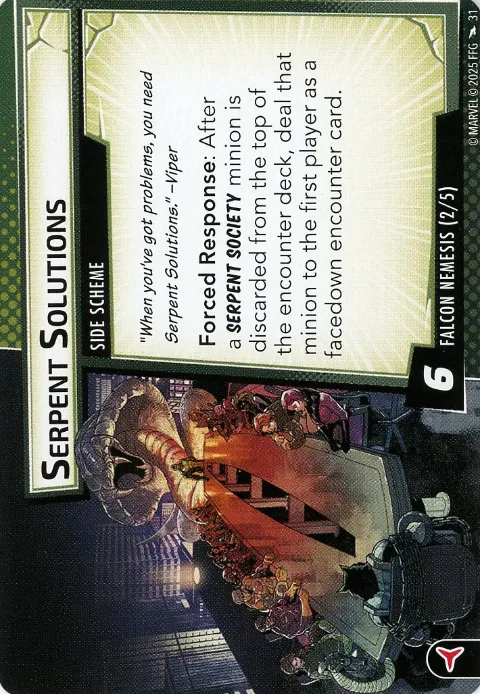 SERPENT SOLUTIONS
SIDE SCHEME
"When you've got problems, you need
Serpent Solutions." –Viper
Forced Response: After
a SERPENT SOCIETY minion is
discarded from the top of
the encounter deck, deal that
minion to the first player as a
facedown encounter card.
6
FALCON NEMESIS (2/5)
© MARVEL © 2025 FFG 31